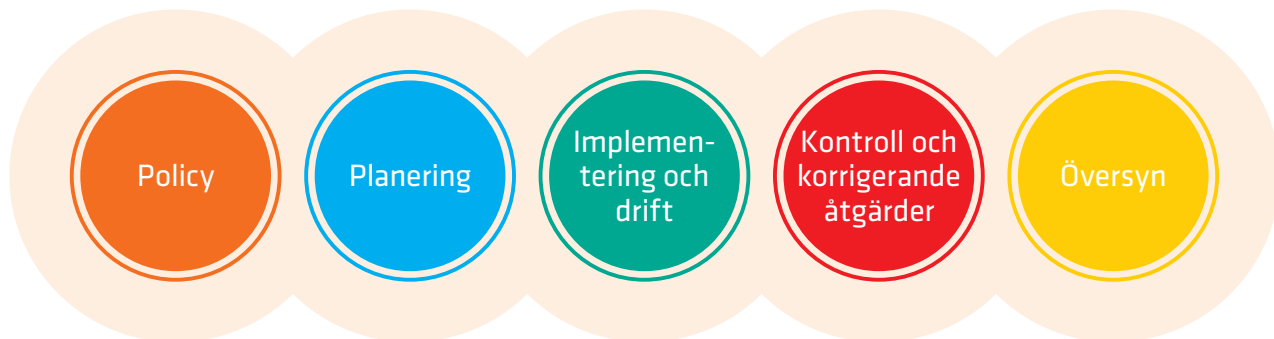 Policy
Planering
Implemen-
tering och
drift
Kontroll och
korrigerande
åtgärder
Översyn